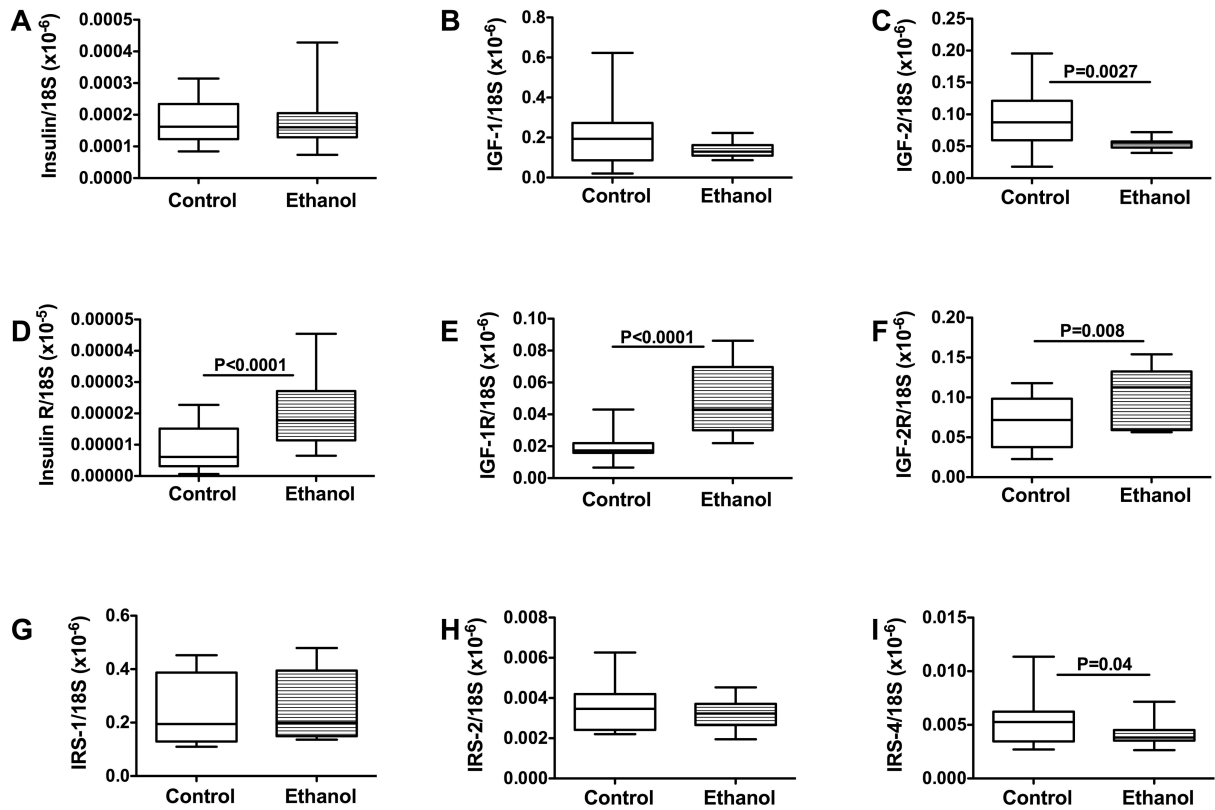 A
Insulin/18S (x10-6)
0.0005
0.0004
0.0003
0.0002
0.0001
0.0000
Control
Ethanol
B
IGF-1/18S (x10-6)
0.8
0.6
0.4
0.2
0.0
Control
Ethanol
C
IGF-2/18S (x10-6)
0.25
0.20
0.15
0.10
0.05
0.00
P=0.0027
Control
Ethanol
D
Insulin R/18S (x10-5)
0.00005
0.00004
0.00003
0.00002
0.00001
0.00000
P<0.0001
Control
Ethanol
E
IGF-1R/18S (x10-6)
0.10
0.08
0.06
0.04
0.02
0.00
P<0.0001
Control
Ethanol
F
IGF-2R/18S (x10-6)
0.20
0.15
0.10
0.05
0.00
P=0.008
Control
Ethanol
G
IRS-1/18S (x10-6)
0.6
0.4
0.2
0.0
Control
Ethanol
H
IRS-2/18S (x10-6)
0.008
0.006
0.004
0.002
0.000
Control
Ethanol
I
IRS-4/18S (x10-6)
0.015
0.010
0.005
0.000
P=0.04
Control
Ethanol